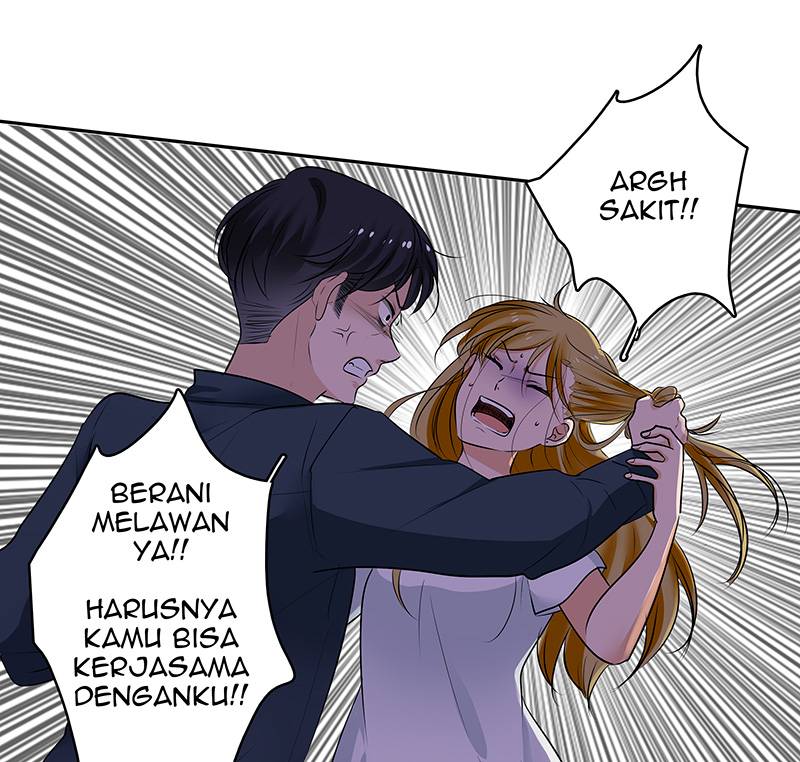 ARGH
SAKIT!!
BERANI
MELAWAN
YA!!
HARUSNYA
KAMU BISA
KERJASAMA
DENGANKU!!